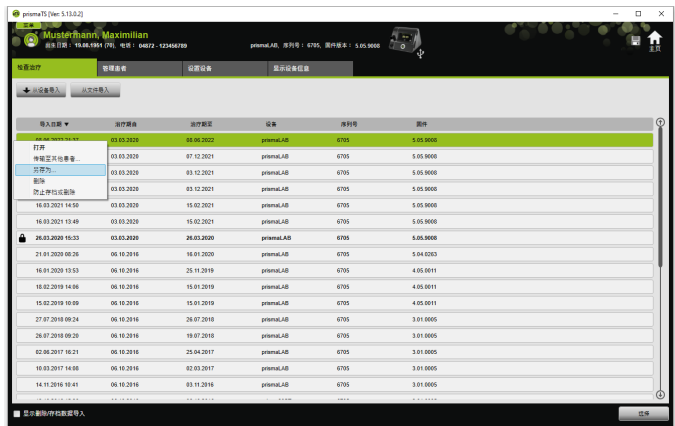 prismaTS [Ver: 5.13.0.2]
菜单
Mustermann, Maximilian
出生日期： 19.08.1951 (70), 电话： 04872 - 123456789
prismaLAB, 序列号： 6705, 固件版本： 5.05.9008
主页
检查治疗 管理患者 设置设备 显示设备信息
从设备导入 从文件导入
导入日期 ▼ 治疗期自 治疗期至 设备 序列号 固件
08.06.2022 21:37 03.03.2020 08.06.2022 prismaLAB 6705 5.05.9008
打开
03.03.2020 07.12.2021 prismaLAB 6705 5.05.9008
传输至其他患者...
03.03.2020 03.12.2021 prismaLAB 6705 5.05.9008
另存为...
删除
03.03.2020 03.12.2021 prismaLAB 6705 5.05.9008
防止存档或删除
16.03.2021 14:50 03.03.2020 15.02.2021 prismaLAB 6705 5.05.9008
16.03.2021 13:49 03.03.2020 15.02.2021 prismaLAB 6705 5.05.9008
26.03.2020 15:33 03.03.2020 26.03.2020 prismaLAB 6705 5.05.9008
21.01.2020 08:26 06.10.2016 16.01.2020 prismaLAB 6705 5.04.0263
16.01.2020 13:53 06.10.2016 25.11.2019 prismaLAB 6705 4.05.0011
18.02.2019 14:06 06.10.2016 15.01.2019 prismaLAB 6705 4.05.0011
15.02.2019 10:09 06.10.2016 15.01.2019 prismaLAB 6705 4.05.0011
27.07.2018 09:24 06.10.2016 26.07.2018 prismaLAB 6705 3.01.0005
26.07.2018 09:20 06.10.2016 19.07.2018 prismaLAB 6705 3.01.0005
02.06.2017 16:21 06.10.2016 25.04.2017 prismaLAB 6705 3.01.0005
10.03.2017 14:08 06.10.2016 02.03.2017 prismaLAB 6705 3.01.0005
14.11.2016 10:41 06.10.2016 03.11.2016 prismaLAB 6705 3.01.0005
显示删除/存档数据导入 选择